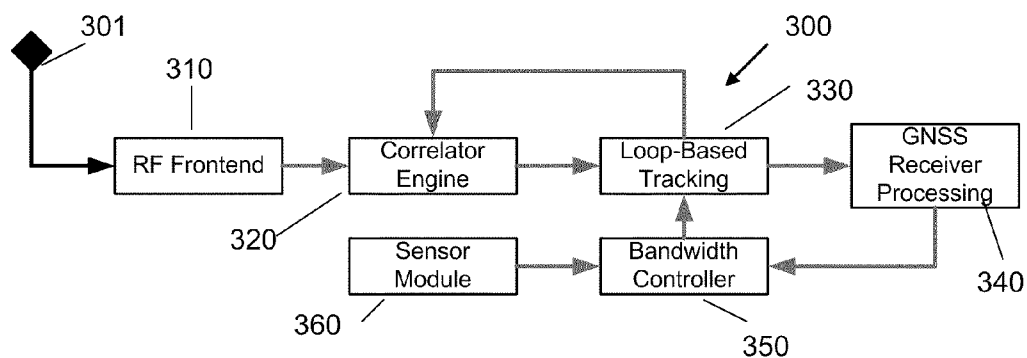 301
300
310
330
RF Frontend
Correlator
Engine
Loop-Based
Tracking
GNSS
Receiver
Processing
320
Sensor
Module
Bandwidth
Controller
340
360
350